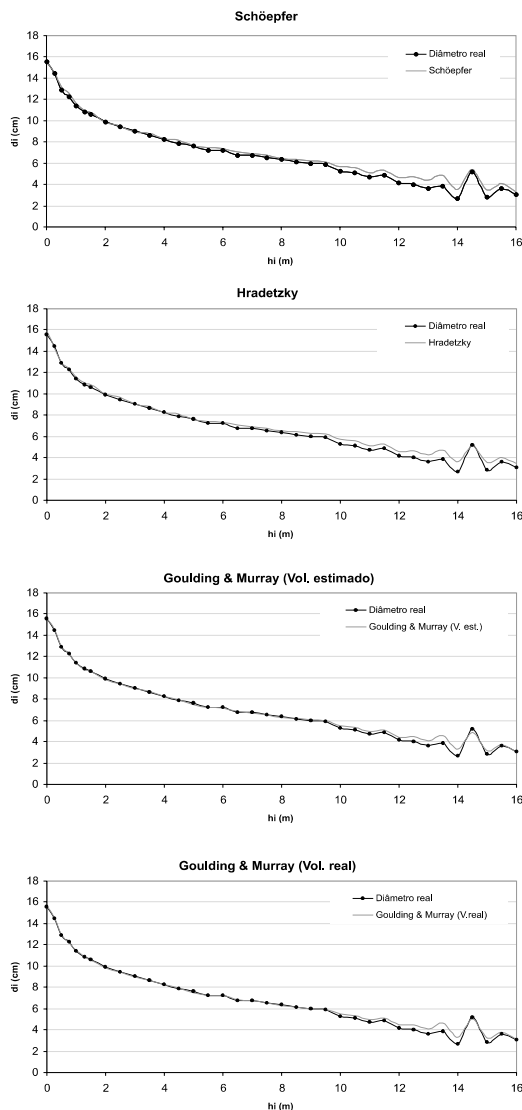 Schöepfer
18
16
14
12
10
8
6
4
2
0
di (cm)
Diâmetro real
Schöepfer
0 2 4 6 8 10 12 14 16
hi (m)
Hradetzky
18
16
14
12
10
8
6
4
2
0
di (cm)
Diâmetro real
Hradetzky
0 2 4 6 8 10 12 14 16
hi (m)
Goulding & Murray (Vol. estimado)
18
16
14
12
10
8
6
4
2
0
di (cm)
Diâmetro real
Goulding & Murray (V. est.)
0 2 4 6 8 10 12 14 16
hi (m)
Goulding & Murray (Vol. real)
18
16
14
12
10
8
6
4
2
0
di (cm)
Diâmetro real
Goulding & Murray (V.real)
0 2 4 6 8 10 12 14 16
hi (m)